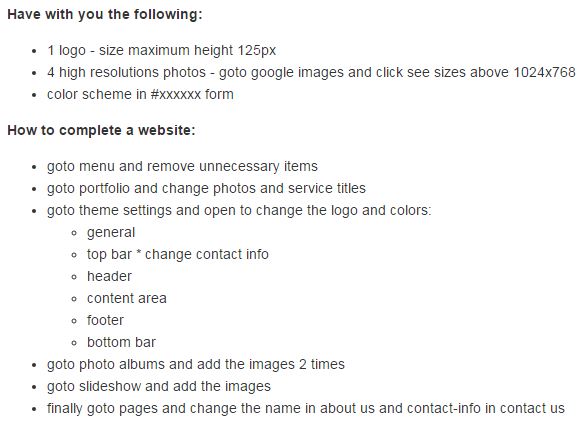 Have with you the following:
1 logo - size maximum height 125px
4 high resolutions photos - goto google images and click see sizes above 1024x768
color scheme in #xxxxxx form
How to complete a website:
goto menu and remove unnecessary items
goto portfolio and change photos and service titles
goto theme settings and open to change the logo and colors:
general
top bar * change contact info
header
content area
footer
bottom bar
goto photo albums and add the images 2 times
goto slideshow and add the images
finally goto pages and change the name in about us and contact-info in contact us